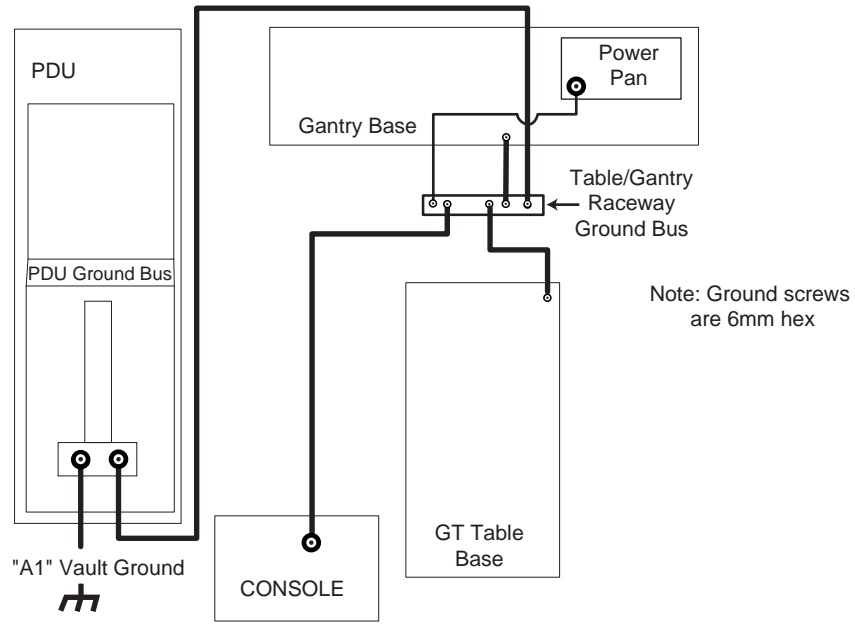 PDU
Power
Pan
Gantry Base
Table/Gantry
Raceway
Ground Bus
PDU Ground Bus
Note: Ground screws
are 6mm hex
GT Table
Base
"A1" Vault Ground
CONSOLE